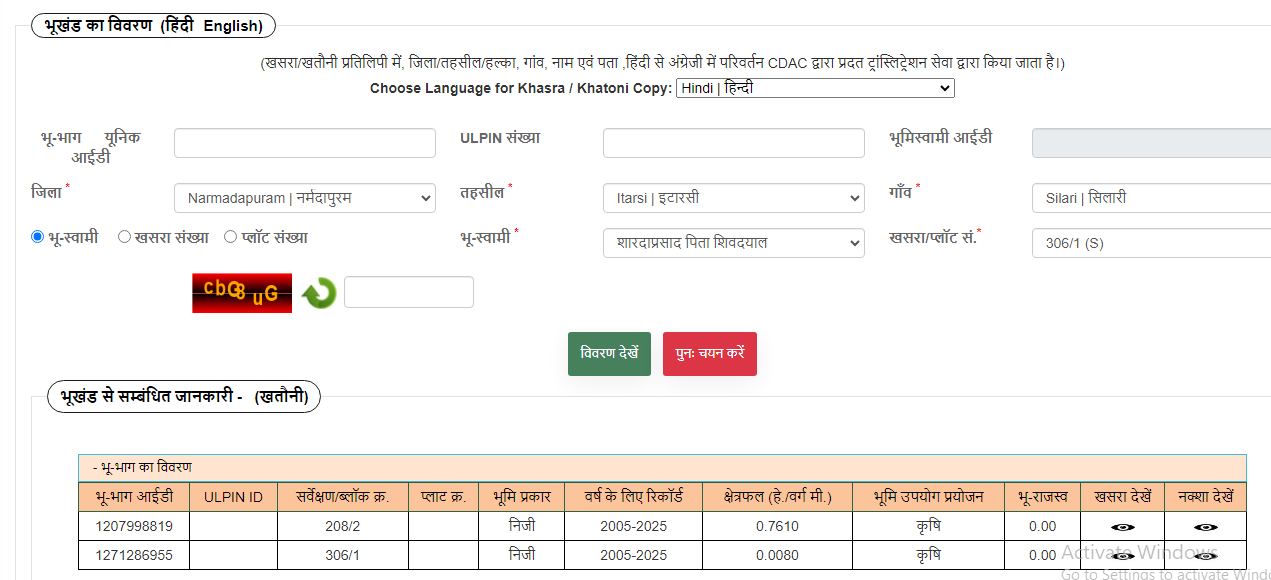 भूखंड का विवरण (हिंदी English)
(खसरा/खतौनी प्रतिलिपी में, जिला/तहसील/हल्का, गांव, नाम एवं पता ,हिंदी से अंग्रेजी में परिवर्तन CDAC द्वारा प्रदत ट्रांस्लिट्रेशन सेवा द्वारा किया जाता है।)
Choose Language for Khasra / Khatoni Copy: Hindi | हिन्दी
भू-भाग यूनिक आईडी
ULPIN संख्या
भूमिस्वामी आईडी
जिला * Narmadapuram | नर्मदापुरम तहसील * Itarsi | इटारसी गाँव * Silari | सिलारी
भू-स्वामी खसरा संख्या प्लॉट संख्या भू-स्वामी * शारदाप्रसाद पिता शिवदयाल खसरा/प्लॉट सं.* 306/1 (S)
विवरण देखें पुनः चयन करें
भूखंड से सम्बंधित जानकारी - (खतौनी)
- भू-भाग का विवरण
भू-भाग आईडी ULPIN ID सर्वेक्षण/ब्लॉक क्र. प्लाट क्र. भूमि प्रकार वर्ष के लिए रिकॉर्ड क्षेत्रफल (हे./वर्ग मी.) भूमि उपयोग प्रयोजन भू-राजस्व खसरा देखें नक्शा देखें
1207998819 208/2 निजी 2005-2025 0.7610 कृषि 0.00
1271286955 306/1 निजी 2005-2025 0.0080 कृषि 0.00
Activate Windows
Go to Settings to activate Windo